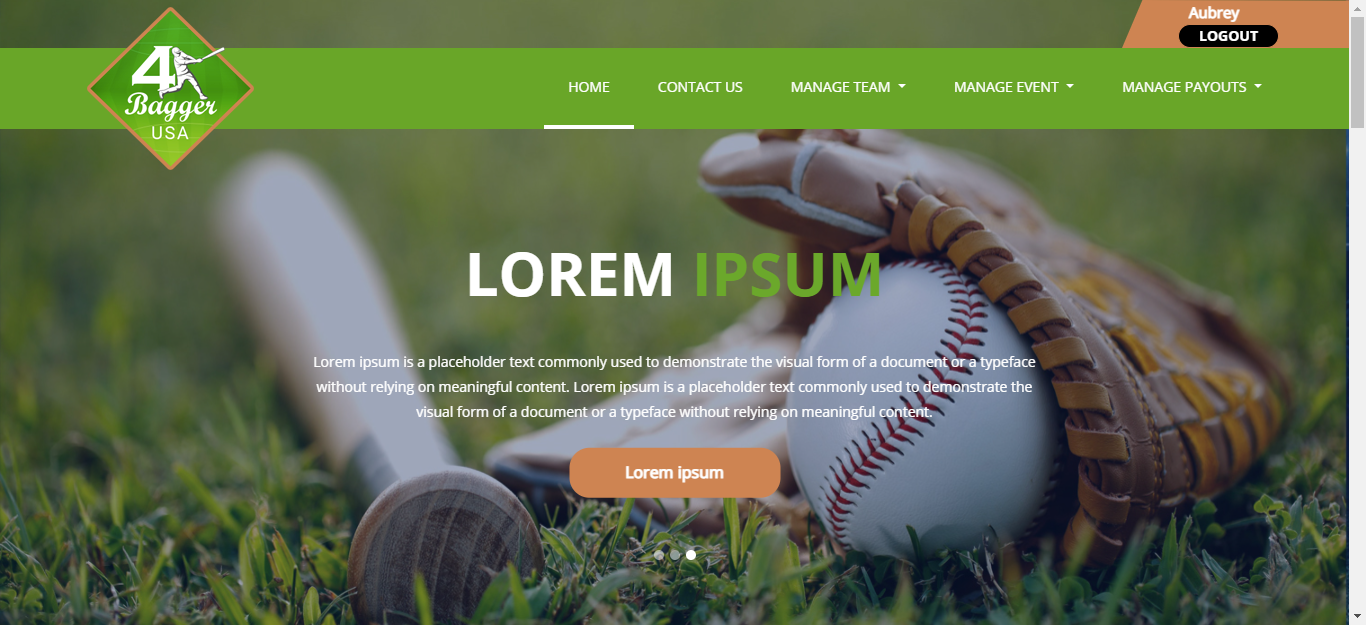 Aubrey
LOGOUT
4
Bagger
USA
HOME
CONTACT US
MANAGE TEAM
MANAGE EVENT
MANAGE PAYOUTS
LOREM IPSUM
Lorem ipsum is a placeholder text commonly used to demonstrate the visual form of a document or a typeface
without relying on meaningful content. Lorem ipsum is a placeholder text commonly used to demonstrate the
visual form of a document or a typeface without relying on meaningful content.
Lorem ipsum